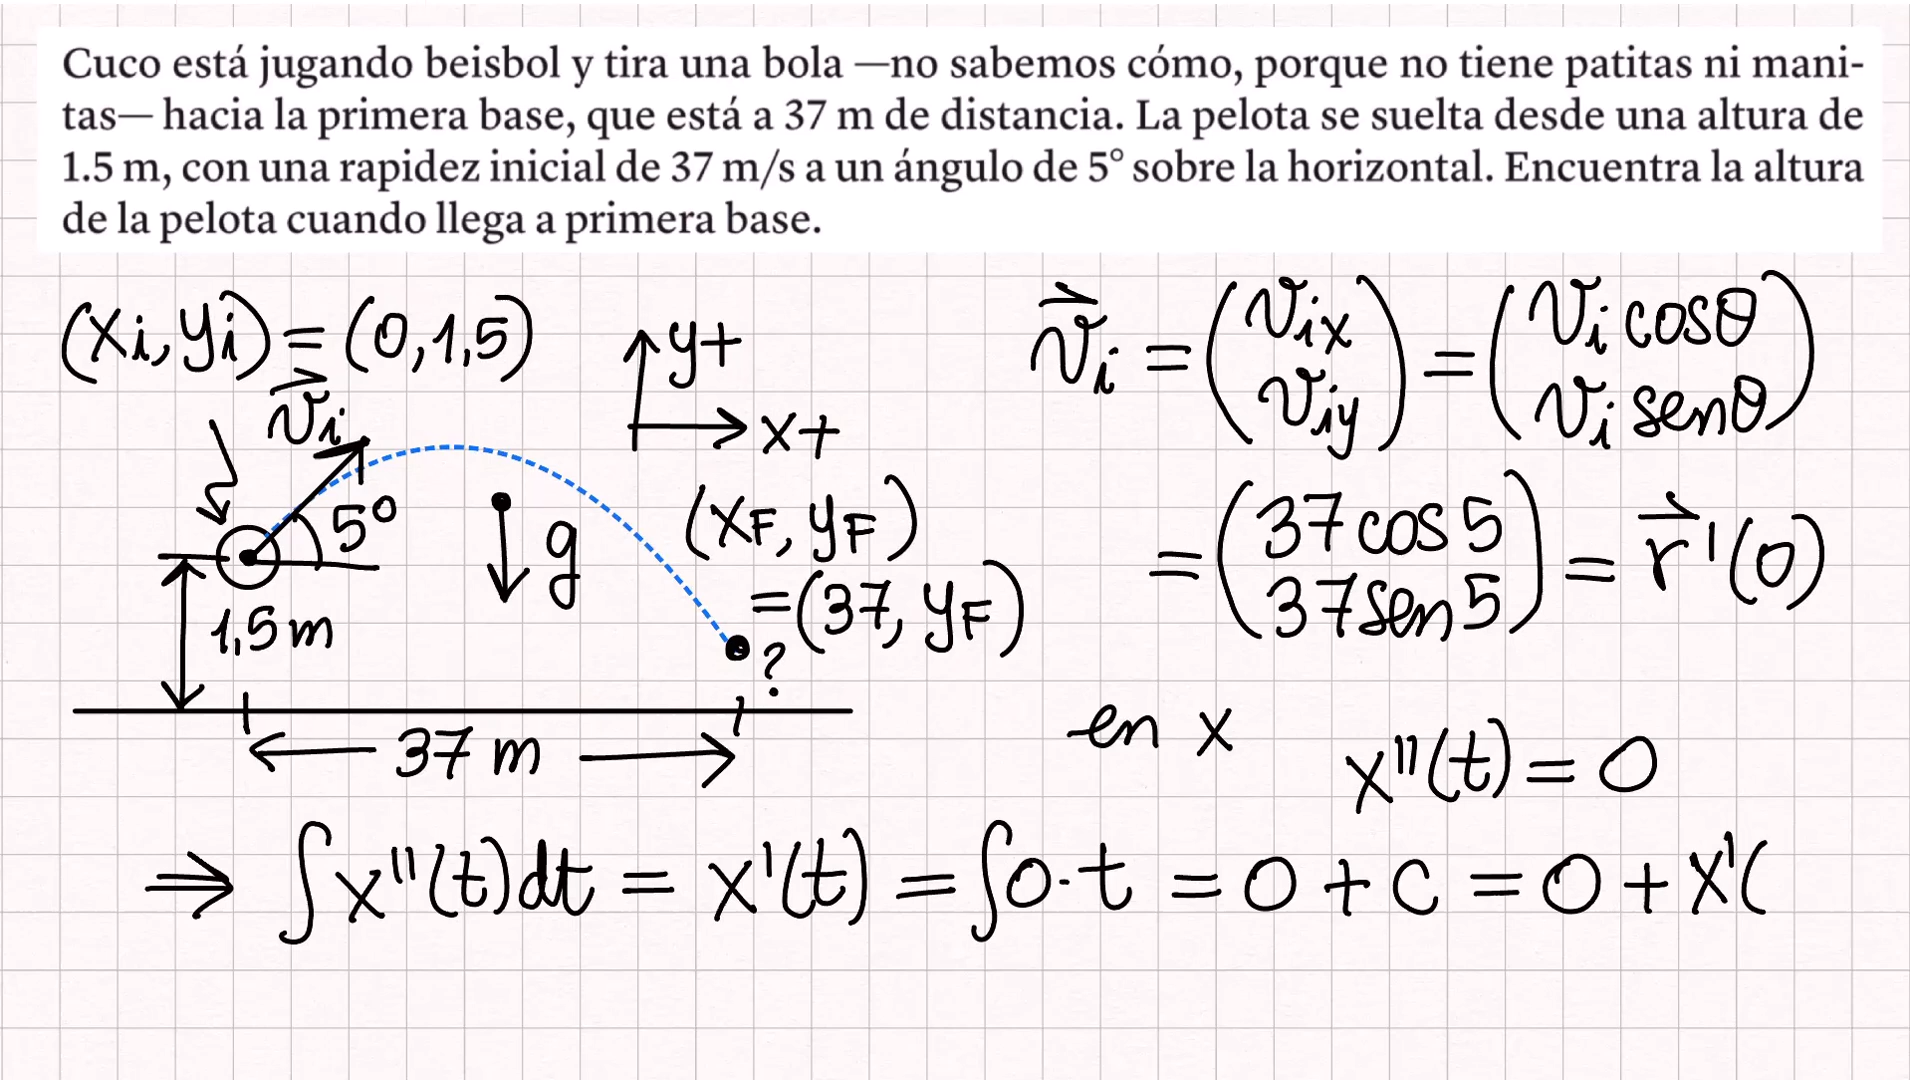 Cuco está jugando beisbol y tira una bola —no sabemos cómo, porque no tiene patitas ni mani-
tas— hacia la primera base, que está a 37 m de distancia. La pelota se suelta desde una altura de
1.5 m, con una rapidez inicial de 37 m/s a un ángulo de 5° sobre la horizontal. Encuentra la altura
de la pelota cuando llega a primera base.
(xi, yi) = (0, 1,5)
y+
x+
v⃗i
5°
g
1,5 m
37 m
(xF, yF)
= (37, yF)
?
v⃗i = (vix viy) = (vi cosθ vi senθ)
= (37 cos 5 37 sen 5) = r⃗'(0)
en x x''(t) = 0
⇒ ∫x''(t)dt = x'(t) = ∫0·t = 0 + C = 0 + x'(